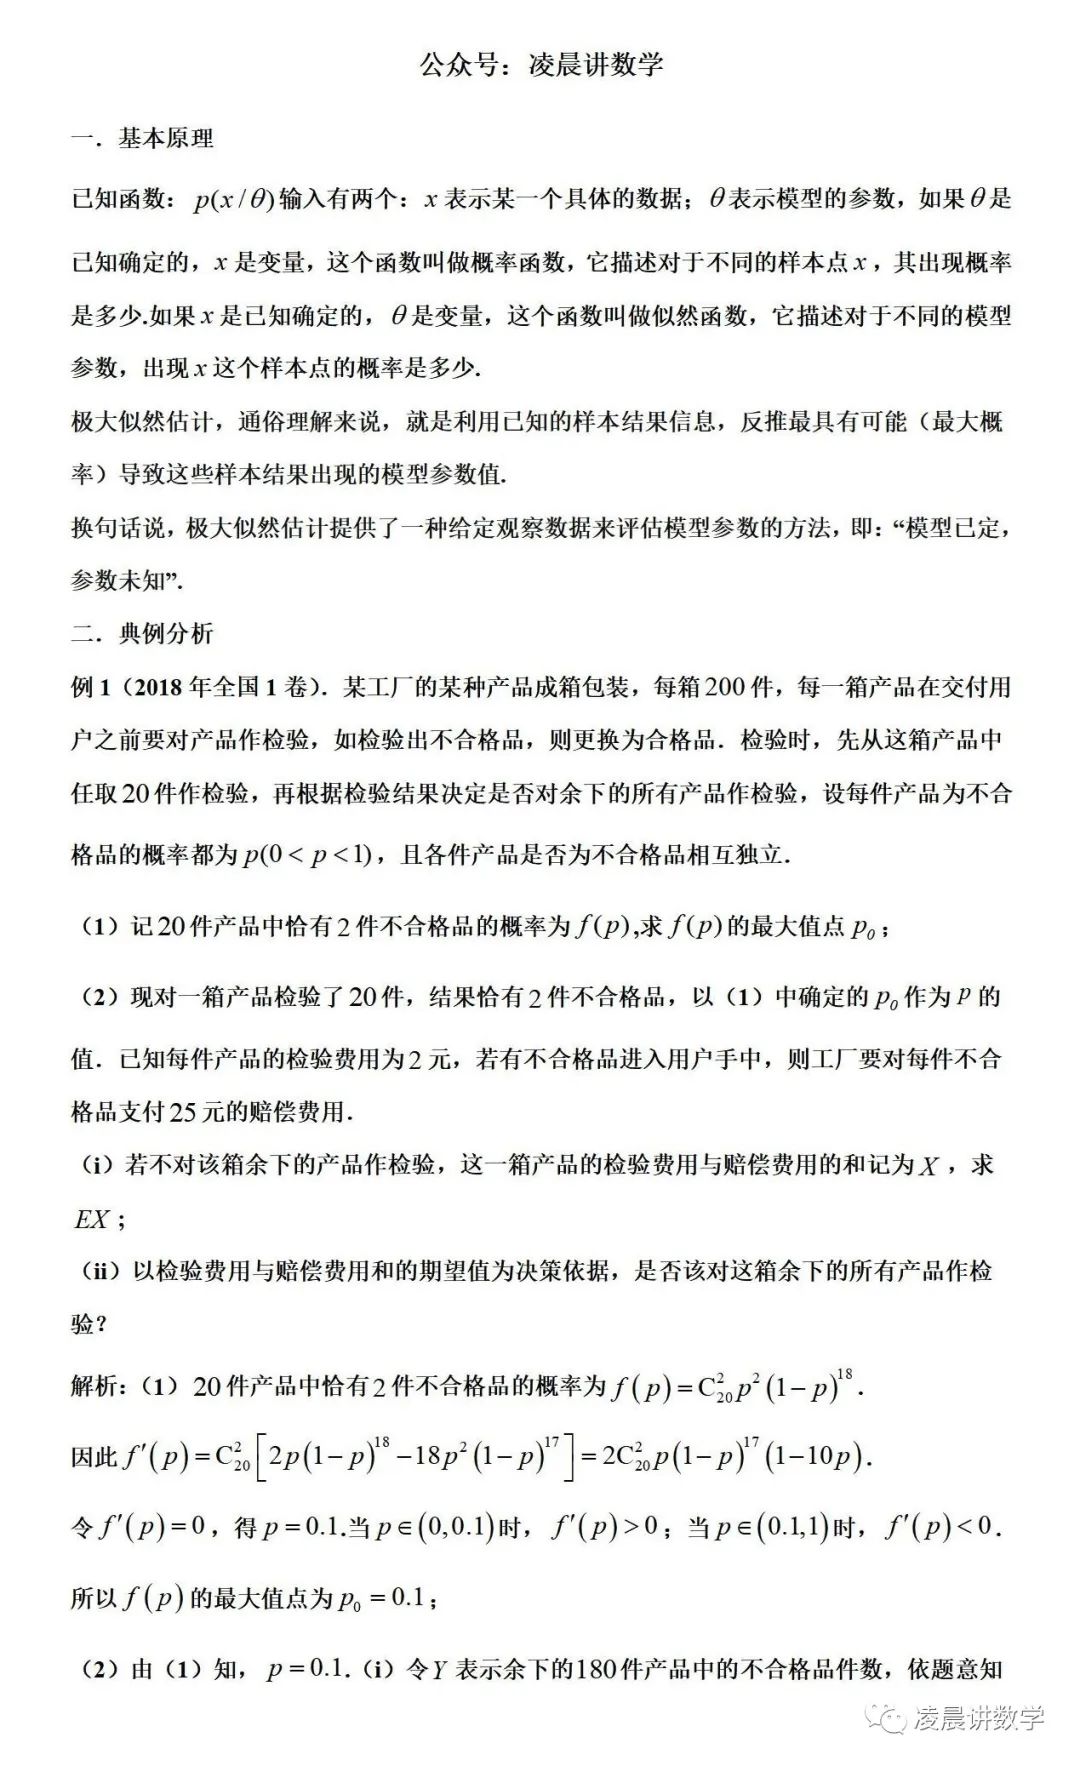 公众号：凌晨讲数学
一．基本原理
已知函数：p(x/θ)输入有两个：x 表示某一个具体的数据；θ表示模型的参数，如果θ是
已知确定的，x 是变量，这个函数叫做概率函数，它描述对于不同的样本点x，其出现概率
是多少.如果x是已知确定的，θ是变量，这个函数叫做似然函数，它描述对于不同的模型
参数，出现x这个样本点的概率是多少.
极大似然估计，通俗理解来说，就是利用已知的样本结果信息，反推最具有可能（最大概
率）导致这些样本结果出现的模型参数值.
换句话说，极大似然估计提供了一种给定观察数据来评估模型参数的方法，即：“模型已定，
参数未知”.
二．典例分析
例1（2018年全国1卷）．某工厂的某种产品成箱包装，每箱200件，每一箱产品在交付用
户之前要对产品作检验，如检验出不合格品，则更换为合格品．检验时，先从这箱产品中
任取20件作检验，再根据检验结果决定是否对余下的所有产品作检验，设每件产品为不合
格品的概率都为p(0<p<1)，且各件产品是否为不合格品相互独立．
（1）记20件产品中恰有2件不合格品的概率为f(p),求f(p)的最大值点p₀；
（2）现对一箱产品检验了20件，结果恰有2件不合格品，以（1）中确定的p₀作为p的
值．已知每件产品的检验费用为2元，若有不合格品进入用户手中，则工厂要对每件不合
格品支付25元的赔偿费用．
（i）若不对该箱余下的产品作检验，这一箱产品的检验费用与赔偿费用的和记为X，求
EX；
（ii）以检验费用与赔偿费用和的期望值为决策依据，是否该对这箱余下的所有产品作检
验？
解析：（1）20件产品中恰有2件不合格品的概率为f(p)=C₂₀²p²(1-p)¹⁸．
因此f′(p)=C₂₀²[2p(1-p)¹⁸-18p²(1-p)¹⁷]=2C₂₀²p(1-p)¹⁷(1-10p)．
令f′(p)=0，得p=0.1.当p∈(0,0.1)时，f′(p)>0；当p∈(0.1,1)时，f′(p)<0．
所以f(p)的最大值点为p₀=0.1；
（2）由（1）知，p=0.1.（i）令Y表示余下的180件产品中的不合格品件数，依题意知
凌晨讲数学